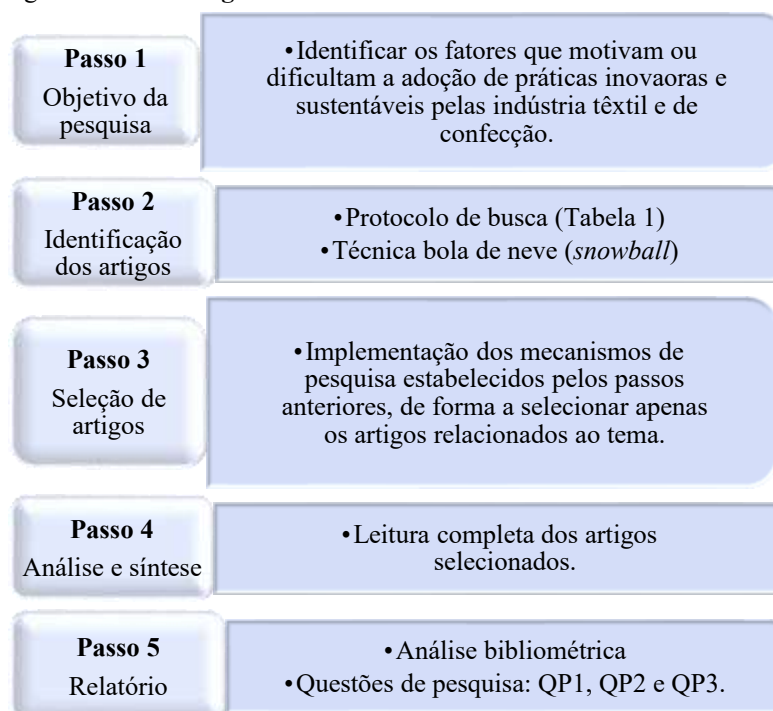 Passo 1
Objetivo da
pesquisa
•Identificar os fatores que motivam ou
dificultam a adoção de práticas inovaoras e
sustentáveis pelas indústria têxtil e de
confecção.
Passo 2
Identificação
dos artigos
•Protocolo de busca (Tabela 1)
•Técnica bola de neve (snowball)
Passo 3
Seleção de
artigos
•Implementação dos mecanismos de
pesquisa estabelecidos pelos passos
anteriores, de forma a selecionar apenas
os artigos relacionados ao tema.
Passo 4
Análise e síntese
•Leitura completa dos artigos
selecionados.
Passo 5
Relatório
•Análise bibliométrica
•Questões de pesquisa: QP1, QP2 e QP3.